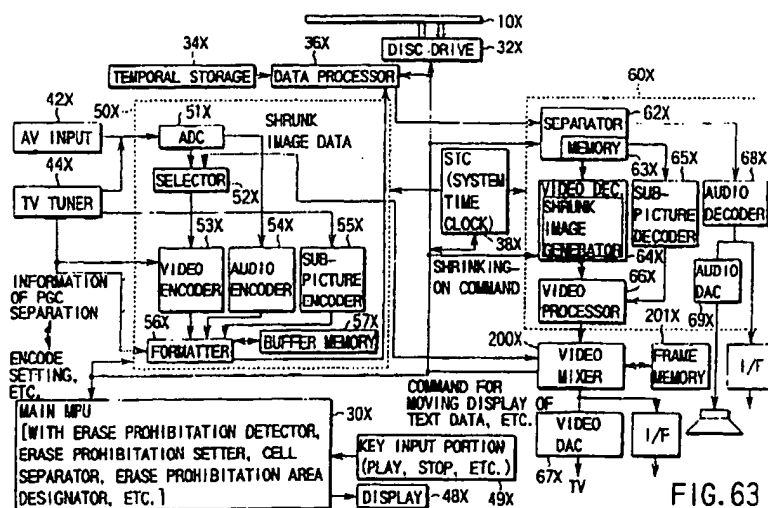 10X
34X
36X
32X
DISC DRIVE
TEMPORAL STORAGE
DATA PROCESSOR
60X
42X
50X
51X
AV INPUT
ADC
SHRUNK
IMAGE DATA
44X
SELECTOR
52X
TV TUNER
53X
54X
55X
VIDEO
ENCODER
AUDIO
ENCODER
SUB-
PICTURE
ENCODER
INFORMATION
OF PGC
SEPARATION
56X
57X
FORMATTER
BUFFER MEMORY
ENCODE
SETTING,
ETC.
STC
(SYSTEM
TIME
CLOCK)
38X
SHRINKING-
ON COMMAND
62X
SEPARATOR
MEMORY
63X
65X
68X
VIDEO DEC.
SHRUNK
IMAGE
GENERATOR
64X
SUB-
PICTURE
DECODER
AUDIO
DECODER
66X
VIDEO
PROCESSOR
AUDIO
DAC
69X
200X
201X
VIDEO
MIXER
FRAME
MEMORY
I/F
COMMAND FOR
MOVING DISPLAY OF
TEXT DATA, ETC.
MAIN MPU
30X
[WITH ERASE PROHIBITATION DETECTOR,
ERASE PROHIBITATION SETTER, CELL
SEPARATOR, ERASE PROHIBITATION AREA
DESIGNATOR, ETC.]
KEY INPUT PORTION
(PLAY, STOP, ETC.)
49X
DISPLAY
48X
VIDEO
DAC
67X
TV
I/F
FIG. 63